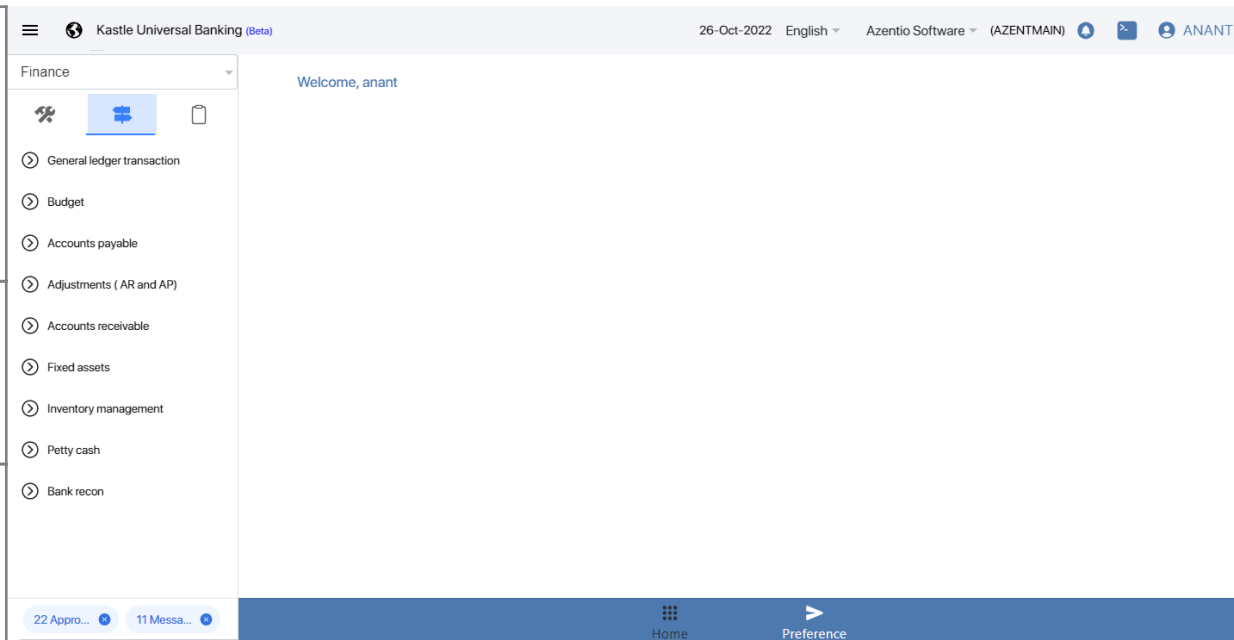 Kastle Universal Banking (Beta)
26-Oct-2022 English Azentio Software (AZENTMAIN) ANANT
Finance
Welcome, anant
General ledger transaction
Budget
Accounts payable
Adjustments ( AR and AP)
Accounts receivable
Fixed assets
Inventory management
Petty cash
Bank recon
22 Appro... 11 Messa...
Home Preference